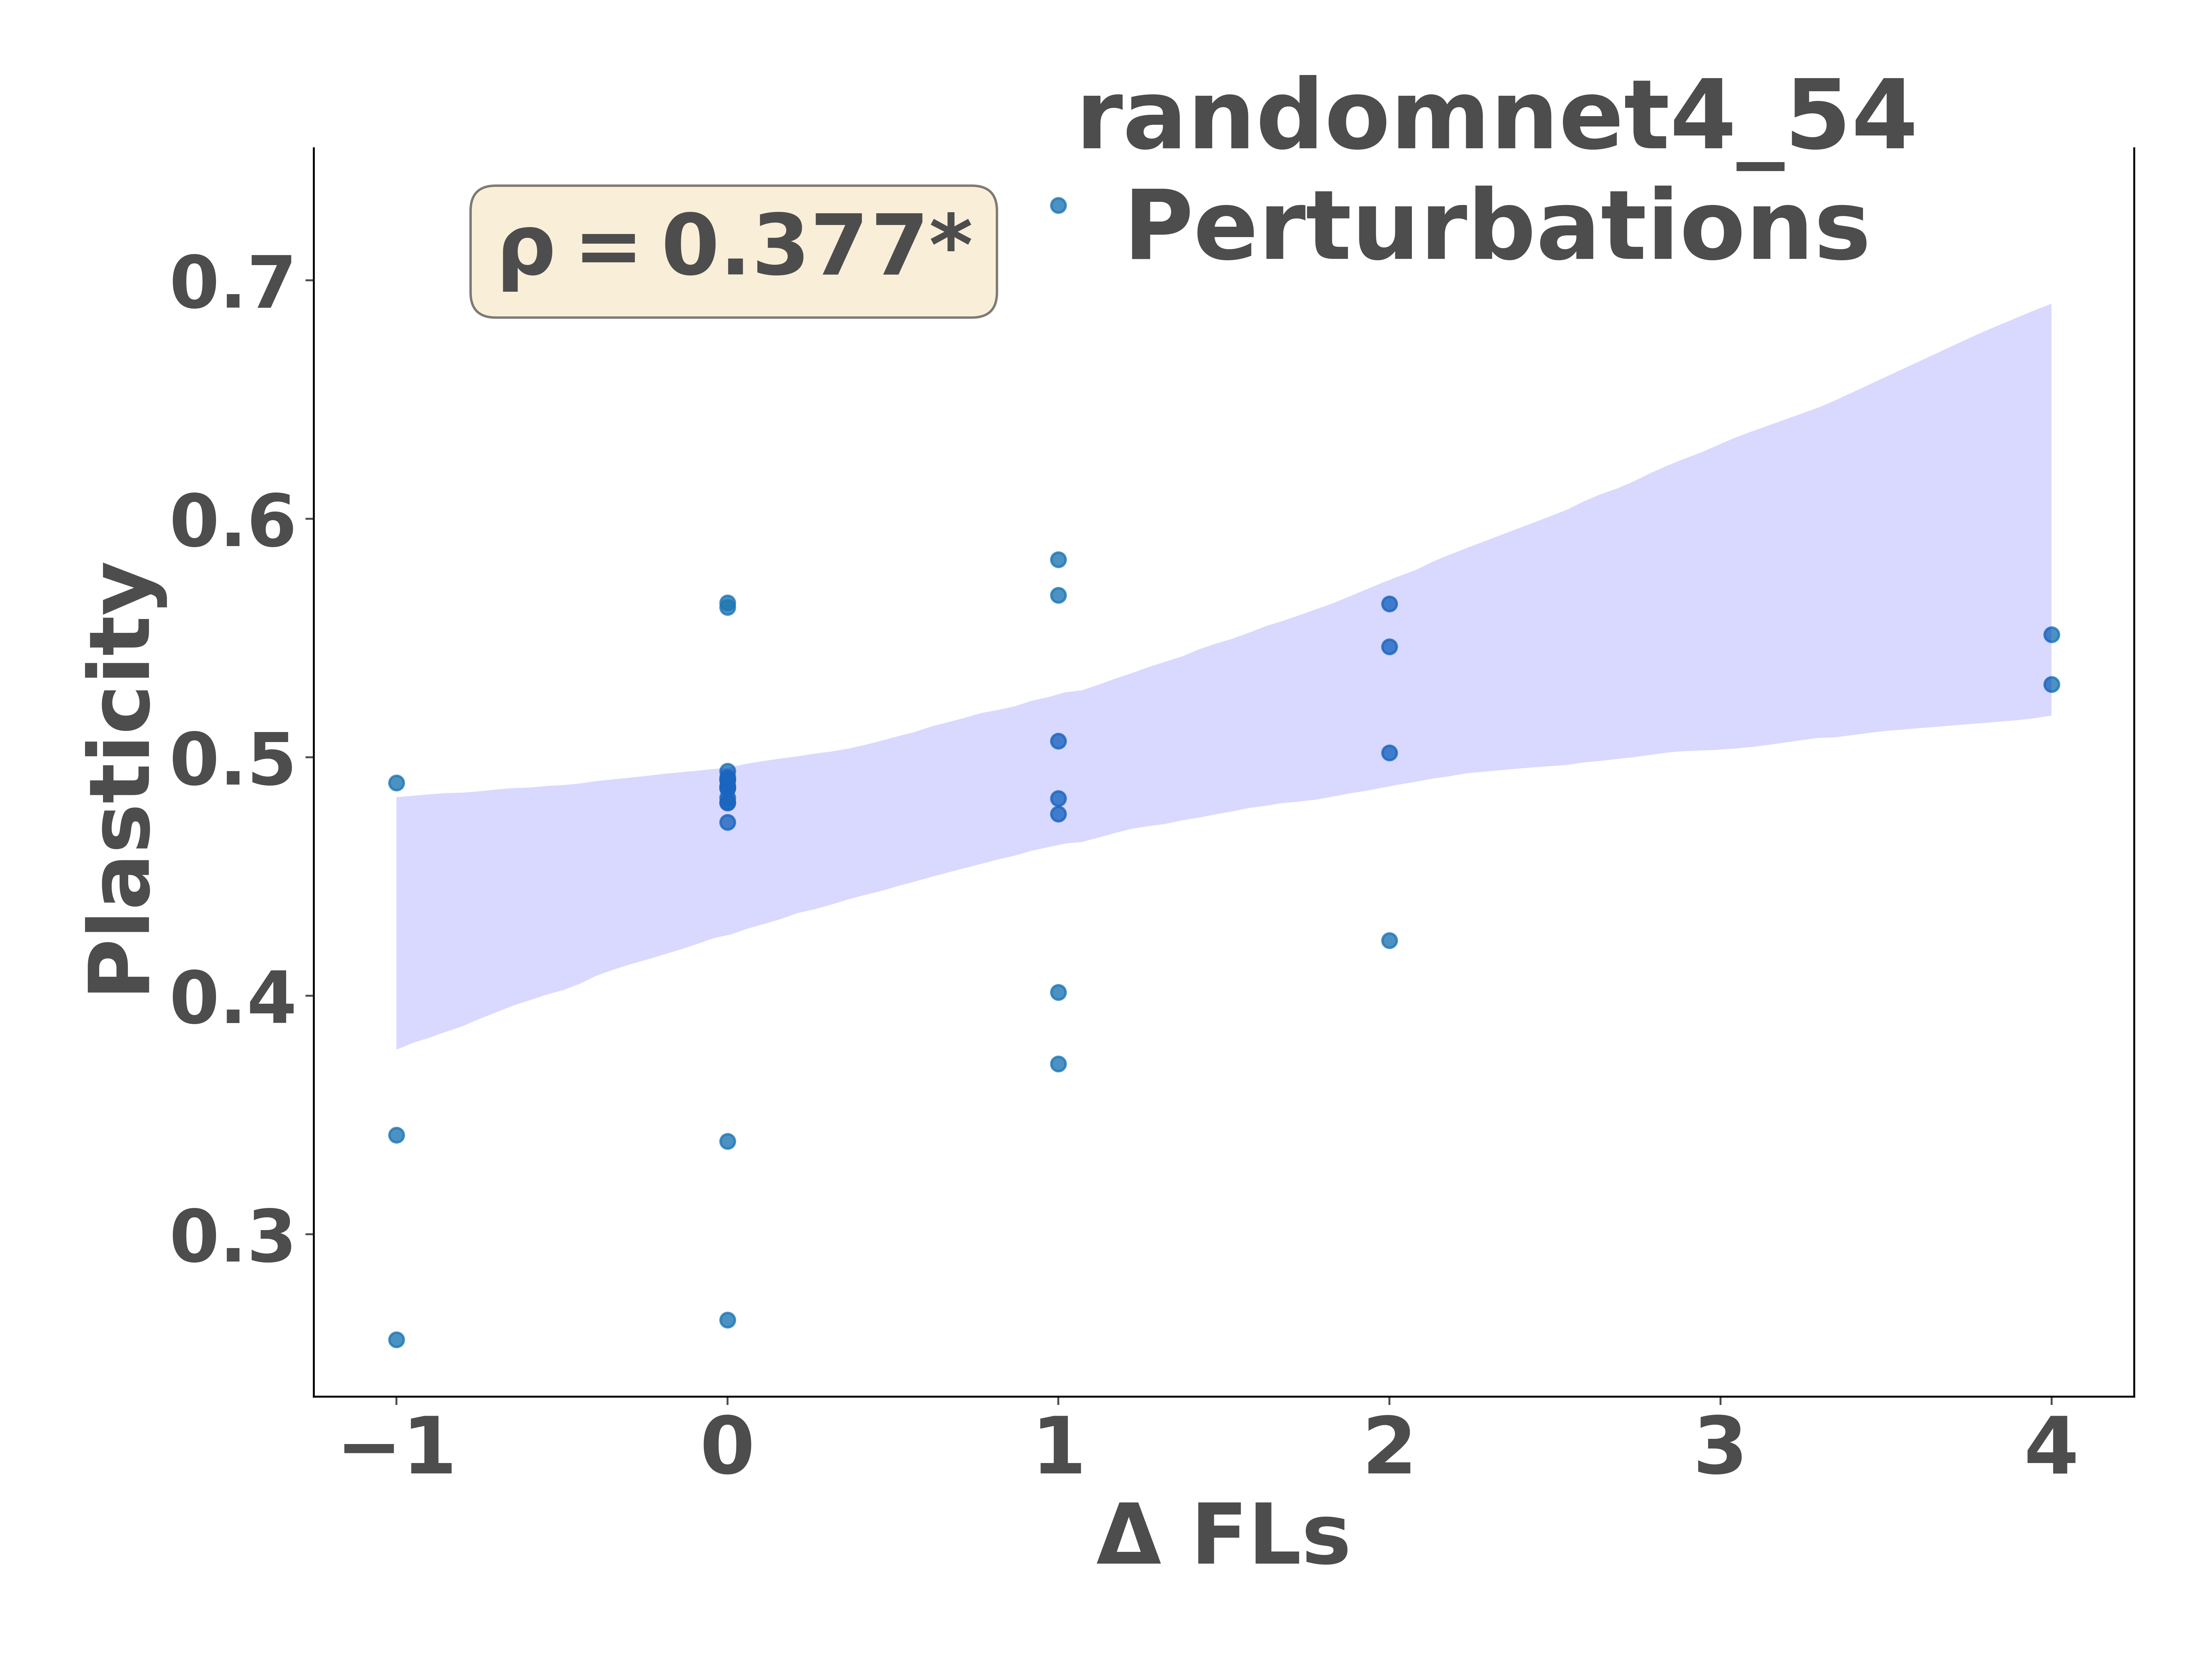 randomnet4_54
Perturbations
ρ = 0.377*
Plasticity
0.7
0.6
0.5
0.4
0.3
−1 0 1 2 3 4
Δ FLs